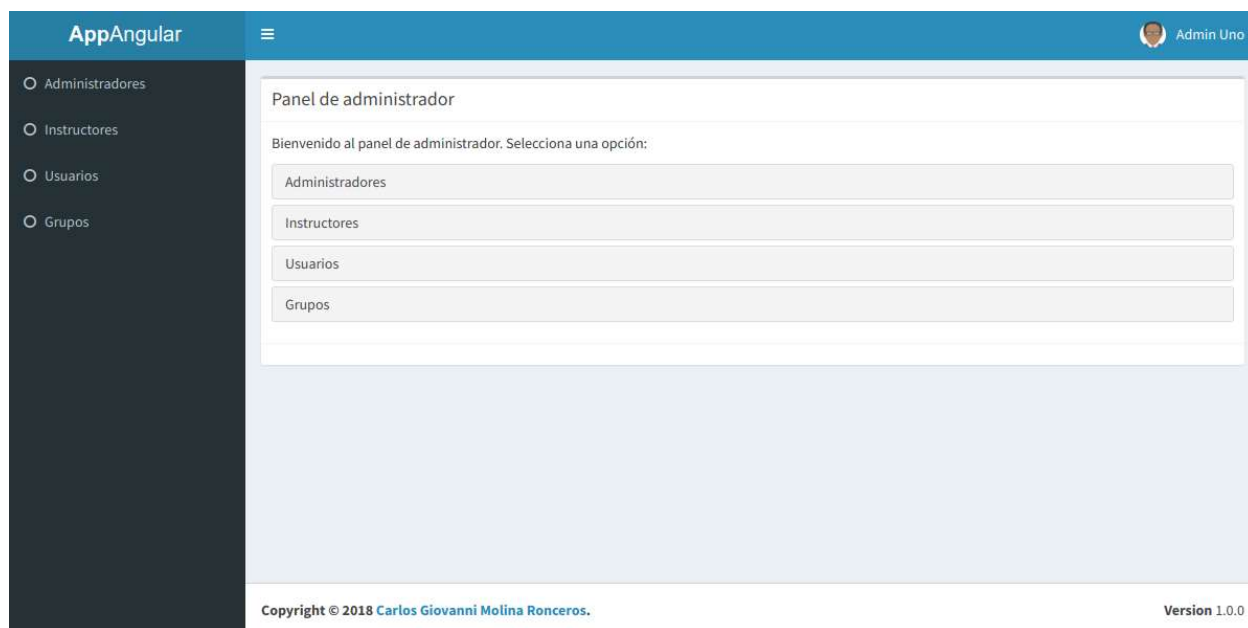 AppAngular
Admin Uno
Administradores
Instructores
Usuarios
Grupos
Panel de administrador
Bienvenido al panel de administrador. Selecciona una opción:
Administradores
Instructores
Usuarios
Grupos
Copyright © 2018 Carlos Giovanni Molina Ronceros.
Version 1.0.0